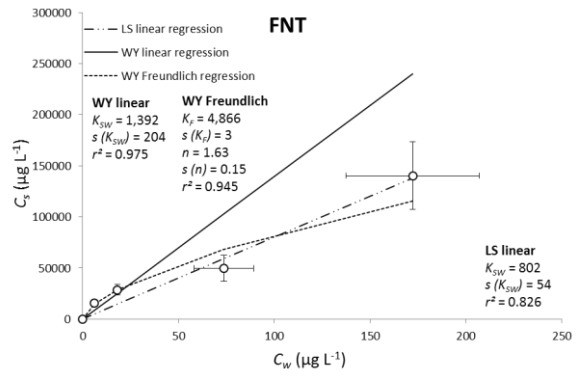 FNT
LS linear regression
WY linear regression
WY Freundlich regression
WY linear
K_SW = 1,392
s (K_SW) = 204
r² = 0.975
WY Freundlich
K_F = 4,866
s (K_F) = 3
n = 1.63
s (n) = 0.15
r² = 0.945
LS linear
K_SW = 802
s (K_SW) = 54
r² = 0.826
C_s (µg L⁻¹)
300000
250000
200000
150000
100000
50000
0
0 50 100 150 200 250
C_w (µg L⁻¹)